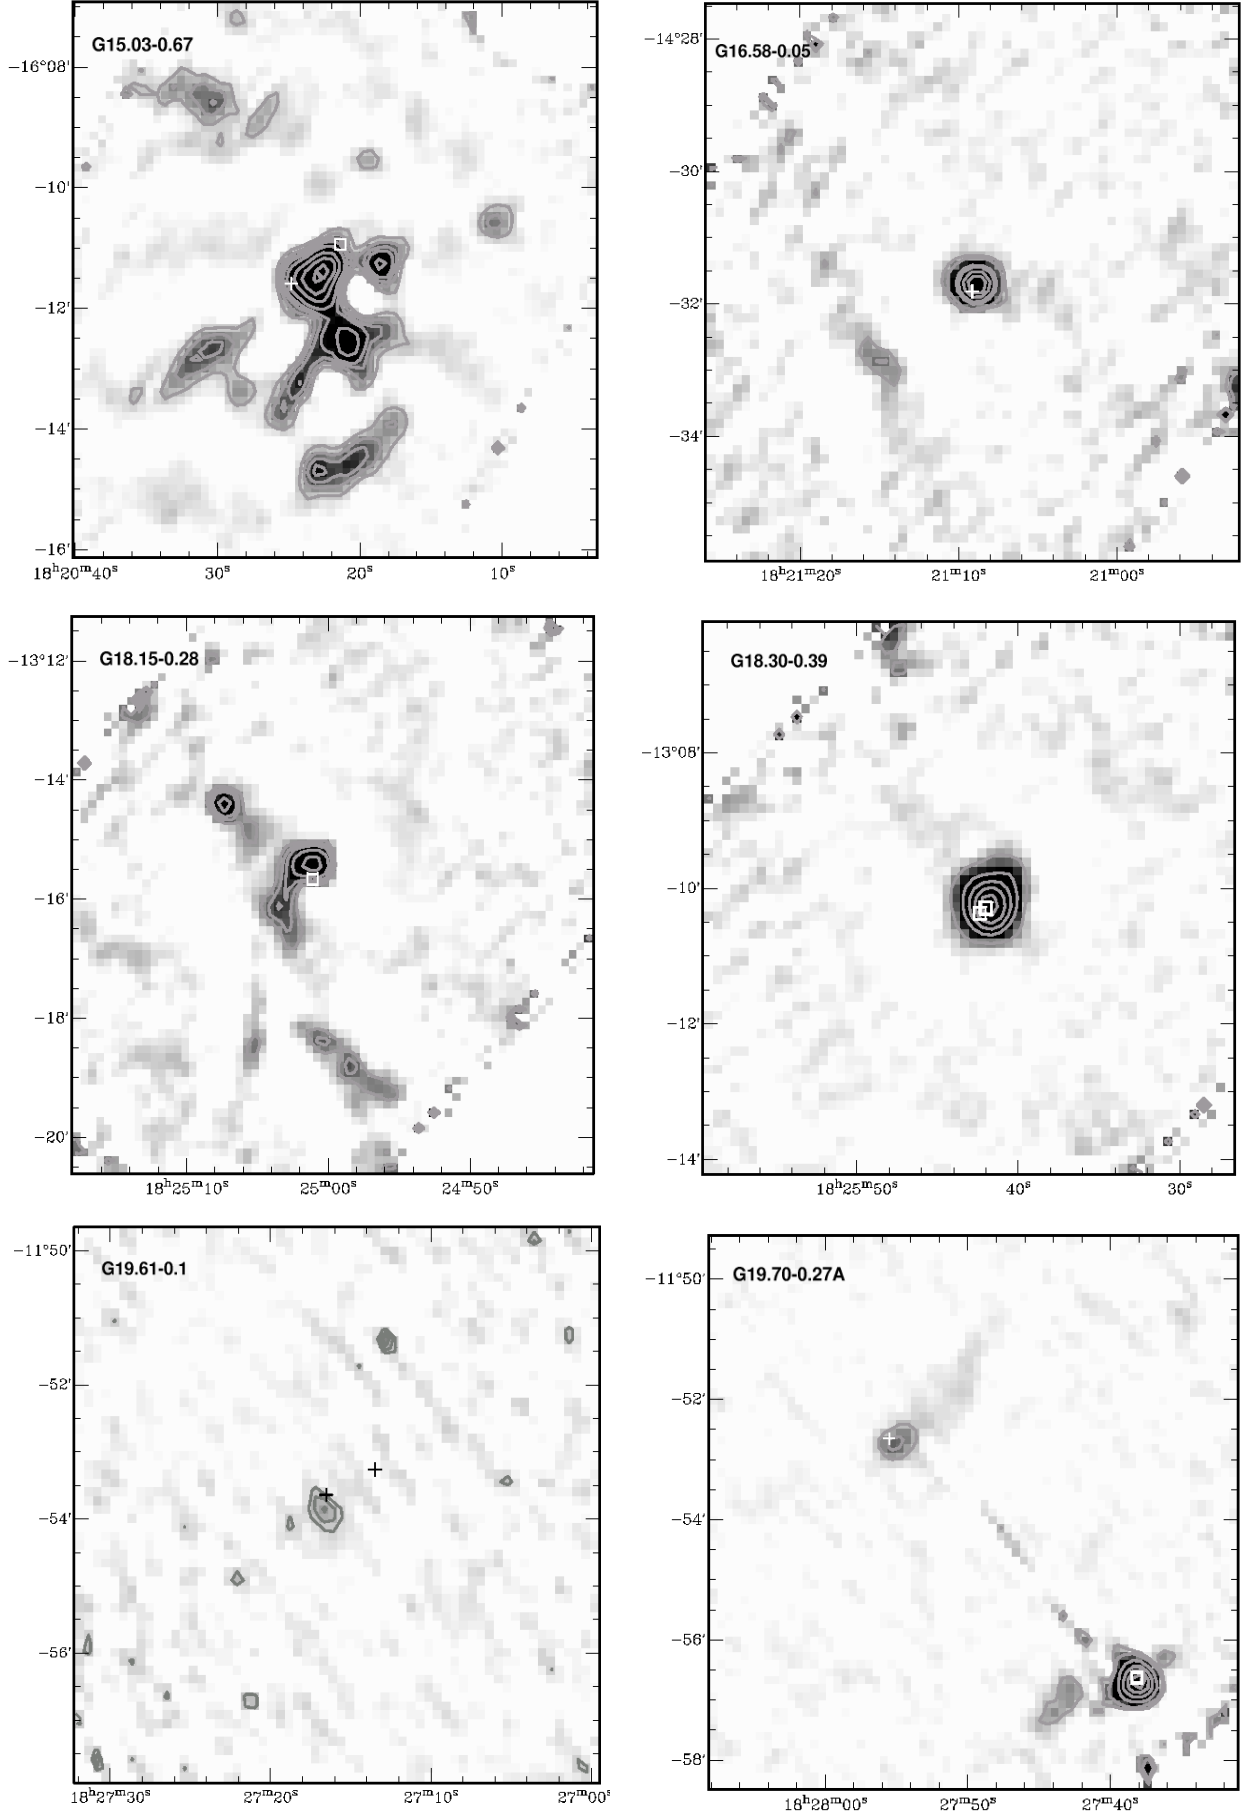 G15.03-0.67
−16°08′
−10′
−12′
−14′
−16′
18ʰ20ᵐ40ˢ 30ˢ 20ˢ 10ˢ
G16.58-0.05
−14°28′
−30′
−32′
−34′
18ʰ21ᵐ20ˢ 21ᵐ10ˢ 21ᵐ00ˢ
G18.15-0.28
−13°12′
−14′
−16′
−18′
−20′
18ʰ25ᵐ10ˢ 25ᵐ00ˢ 24ᵐ50ˢ
G18.30-0.39
−13°08′
−10′
−12′
−14′
18ʰ25ᵐ50ˢ 40ˢ 30ˢ
G19.61-0.1
−11°50′
−52′
−54′
−56′
18ʰ27ᵐ30ˢ 27ᵐ20ˢ 27ᵐ10ˢ 27ᵐ00ˢ
G19.70-0.27A
−11°50′
−52′
−54′
−56′
−58′
18ʰ28ᵐ00ˢ 27ᵐ50ˢ 27ᵐ40ˢ